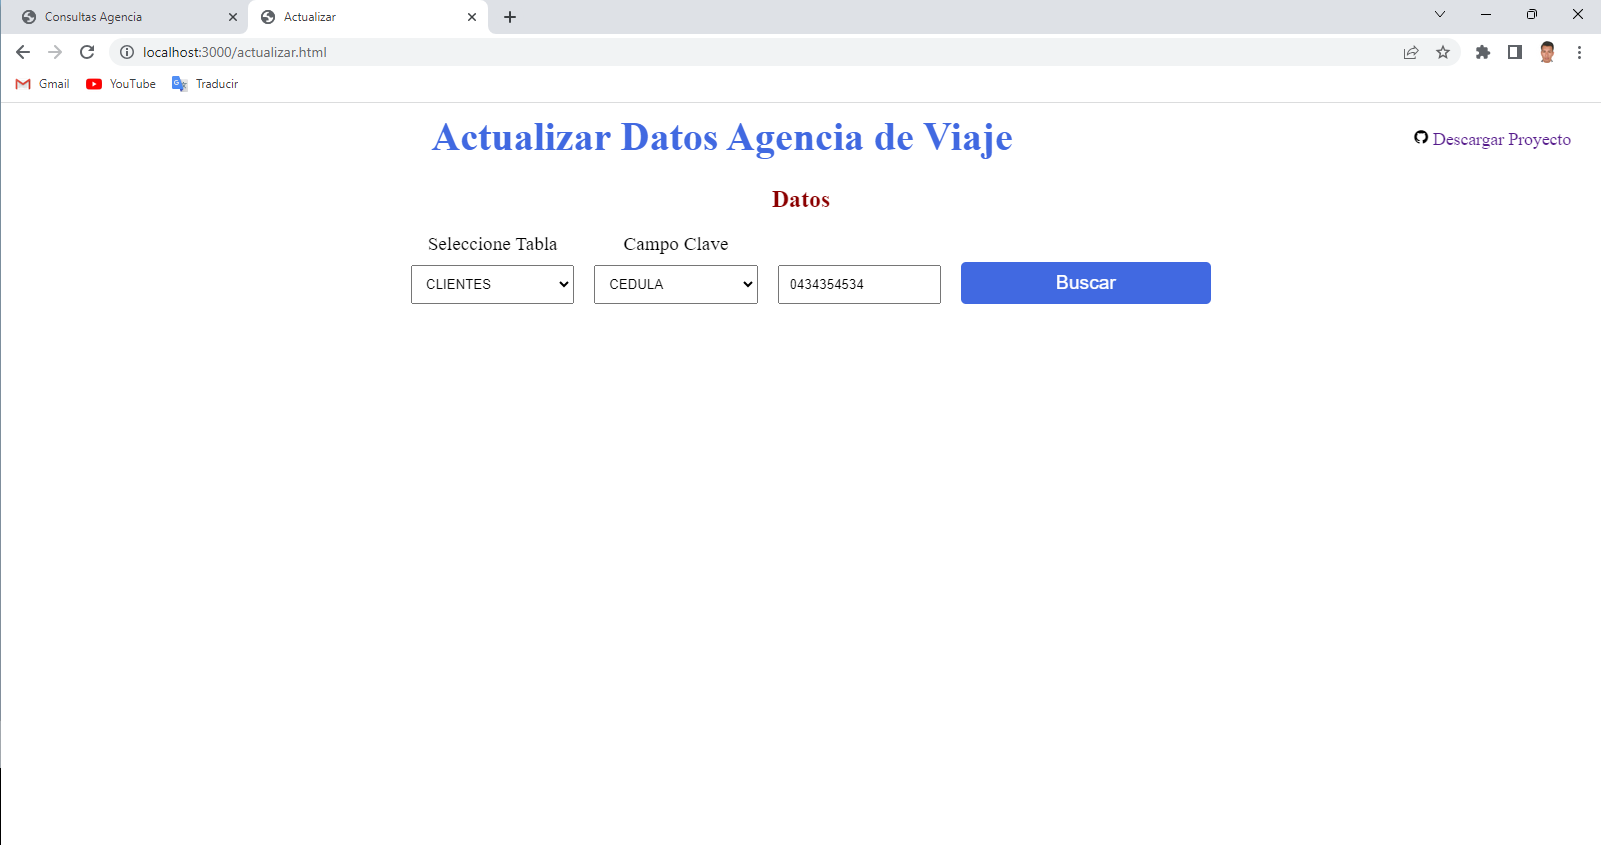 Consultas Agencia
Actualizar
localhost:3000/actualizar.html
Gmail YouTube Traducir
Actualizar Datos Agencia de Viaje
Descargar Proyecto
Datos
Seleccione Tabla Campo Clave
CLIENTES CEDULA 0434354534 Buscar